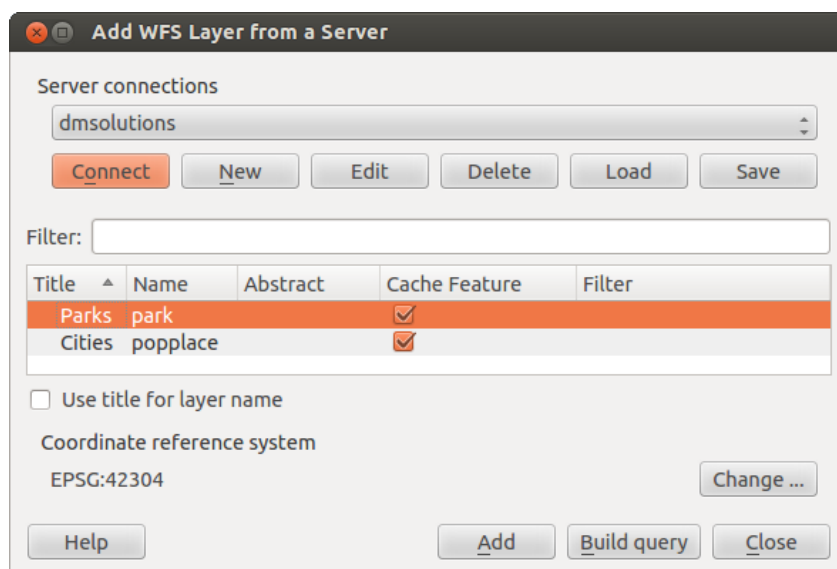 Add WFS Layer from a Server
Server connections
dmsolutions
Connect New Edit Delete Load Save
Filter:
Title Name Abstract Cache Feature Filter
Parks park
Cities popplace
Use title for layer name
Coordinate reference system
EPSG:42304 Change ...
Help Add Build query Close